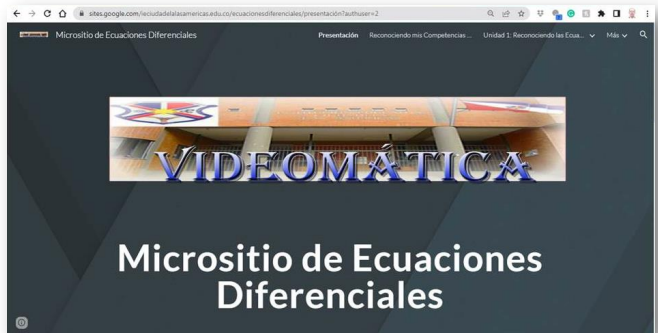 sites.google.com/ieciudadelalasamericas.edu.co/ecuacionesdiferenciales/presentación?authuser=2
Micrositio de Ecuaciones Diferenciales
Presentación
Reconociendo mis Competencias ...
Unidad 1: Reconociendo las Ecua...
Más
VIDEOMÁTICA
Micrositio de Ecuaciones
Diferenciales